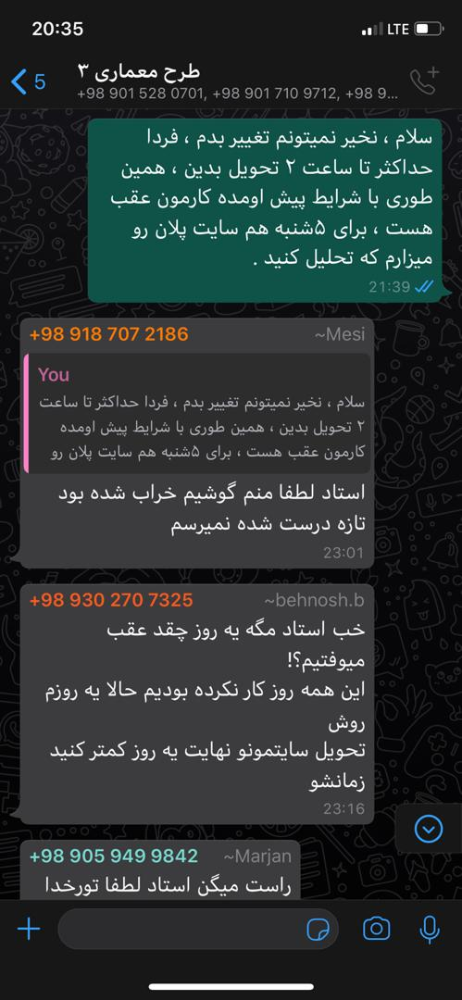 20:35
LTE
5
طرح معماری ۳
+98 901 528 0701, +98 901 710 9712, +98 9...
سلام ، نخیر نمیتونم تغییر بدم ، فردا
حداکثر تا ساعت ۲ تحویل بدین ، همین
طوری با شرایط پیش اومده کارمون عقب
هست ، برای ۵شنبه هم سایت پلان رو
میزارم که تحلیل کنید .
21:39
+98 918 707 2186 ~Mesi
You
سلام ، نخیر نمیتونم تغییر بدم ، فردا حداکثر تا ساعت
۲ تحویل بدین ، همین طوری با شرایط پیش اومده
کارمون عقب هست ، برای ۵شنبه هم سایت پلان رو
استاد لطفا منم گوشیم خراب شده بود
تازه درست شده نمیرسم
23:01
+98 930 270 7325 ~behnosh.b
خب استاد مگه یه روز چقد عقب
میوفتیم؟!
این همه روز کار نکرده بودیم حالا یه روزم
روش
تحویل سایتمونو نهایت یه روز کمتر کنید
زمانشو
23:16
+98 905 949 9842 ~Marjan
راست میگن استاد لطفا تورخدا